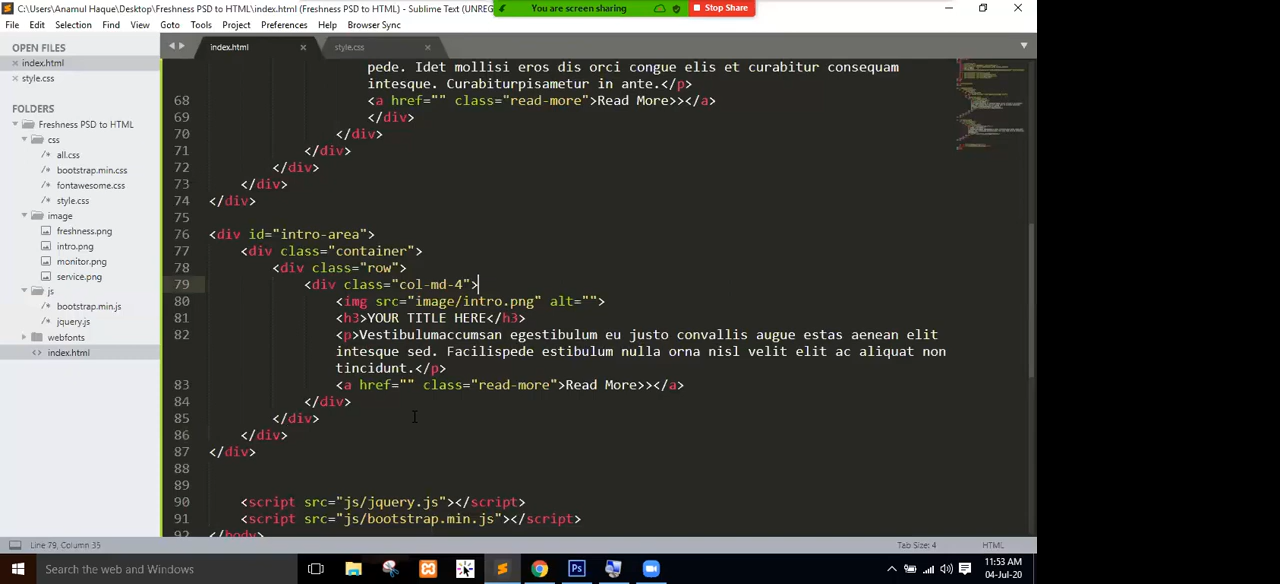 C:\Users\Anamul Haque\Desktop\Freshness PSD to HTML\index.html (Freshness PSD to HTML) - Sublime Text (UNREG
You are screen sharing
Stop Share
File Edit Selection Find View Goto Tools Project Preferences Help Browser Sync
OPEN FILES
index.html
style.css
FOLDERS
Freshness PSD to HTML
css
all.css
bootstrap.min.css
fontawesome.css
style.css
image
freshness.png
intro.png
monitor.png
service.png
js
bootstrap.min.js
jquery.js
webfonts
index.html
index.html
style.css
pede. Idet mollisi eros dis orci congue elis et curabitur consequam
intesque. Curabiturpisametur in ante.</p>
68 <a href="" class="read-more">Read More>></a>
69 </div>
70 </div>
71 </div>
72 </div>
73 </div>
74 </div>
75
76 <div id="intro-area">
77 <div class="container">
78 <div class="row">
79 <div class="col-md-4">
80 <img src="image/intro.png" alt="">
81 <h3>YOUR TITLE HERE</h3>
82 <p>Vestibulumaccumsan egestibulum eu justo convallis augue estas aenean elit
intesque sed. Facilispede estibulum nulla orna nisl velit elit ac aliquat non
tincidunt.</p>
83 <a href="" class="read-more">Read More>></a>
84 </div>
85 </div>
86 </div>
87 </div>
88
89
90 <script src="js/jquery.js"></script>
91 <script src="js/bootstrap.min.js"></script>
92 </body>
Line 79, Column 35
Tab Size: 4
HTML
Search the web and Windows
11:53 AM
04-Jul-20